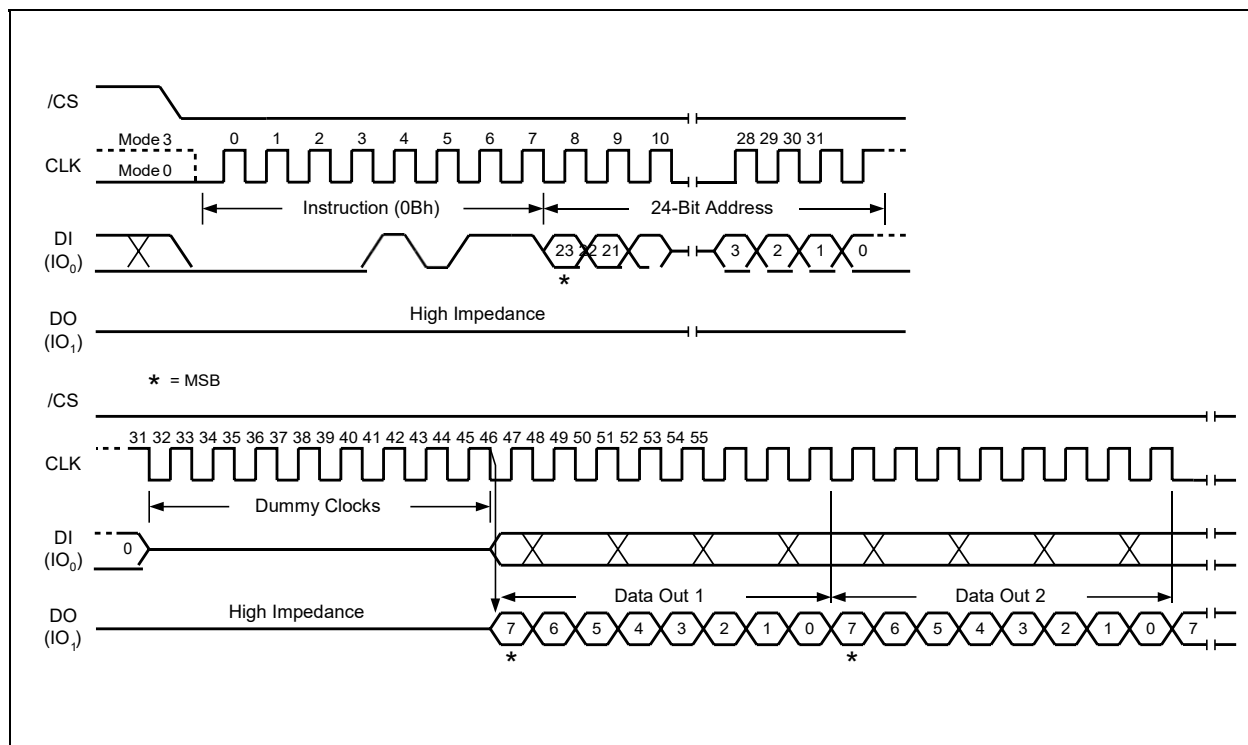 /CS
Mode 3
0 1 2 3 4 5 6 7 8 9 10 28 29 30 31
CLK
Mode 0
Instruction (0Bh) 24-Bit Address
DI
(IO0)
23 22 21 3 2 1 0
*
High Impedance
DO
(IO1)
* = MSB
/CS
31 32 33 34 35 36 37 38 39 40 41 42 43 44 45 46 47 48 49 50 51 52 53 54 55
CLK
Dummy Clocks
DI
(IO0)
0
Data Out 1 Data Out 2
High Impedance
DO
(IO1)
7 6 5 4 3 2 1 0 7 6 5 4 3 2 1 0 7
* *